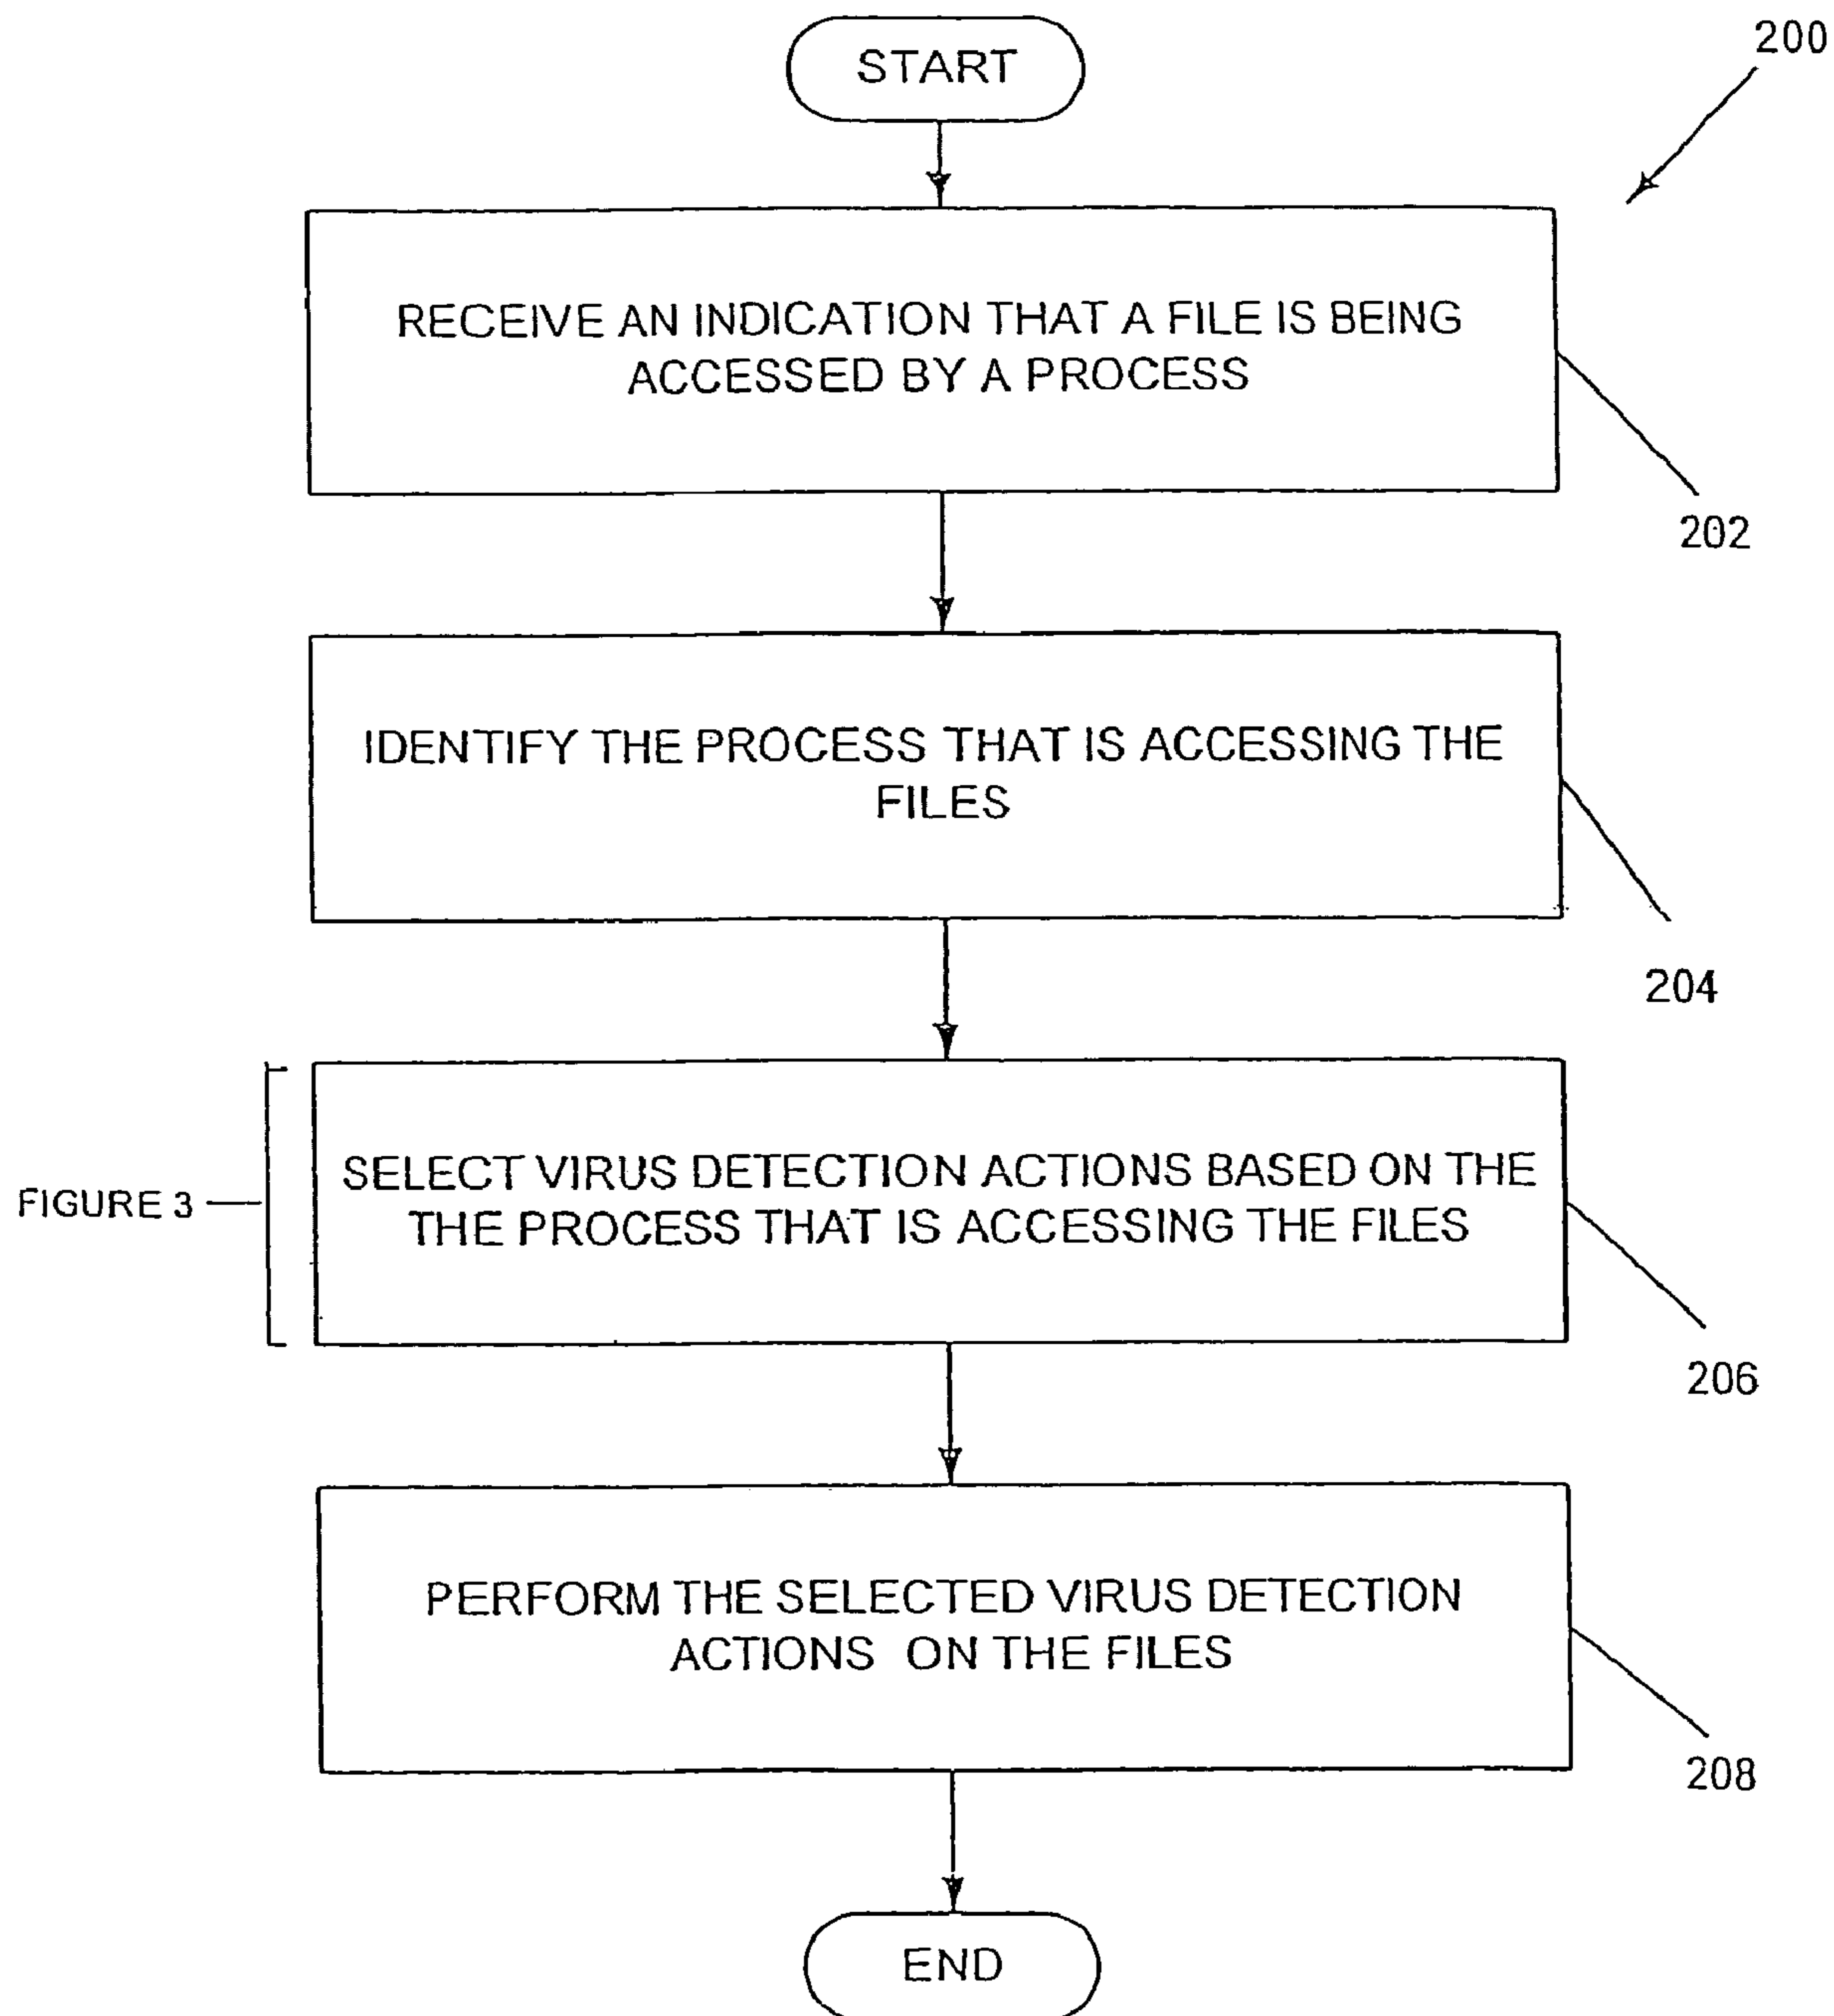 START
200
RECEIVE AN INDICATION THAT A FILE IS BEING
ACCESSED BY A PROCESS
202
IDENTIFY THE PROCESS THAT IS ACCESSING THE
FILES
204
FIGURE 3
SELECT VIRUS DETECTION ACTIONS BASED ON THE
THE PROCESS THAT IS ACCESSING THE FILES
206
PERFORM THE SELECTED VIRUS DETECTION
ACTIONS ON THE FILES
208
END